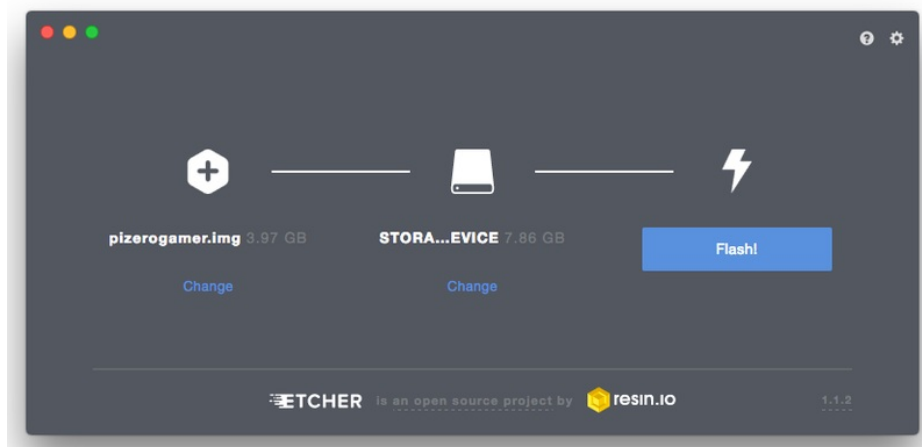 pizerogamer.img 3.97 GB
STORA...EVICE 7.86 GB
Flash!
Change
Change
ETCHER is an open source project by resin.io
1.1.2